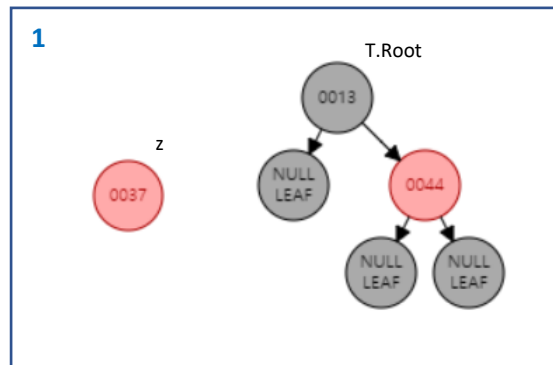 1
T.Root
0013
z
NULL
LEAF
0037
0044
NULL
LEAF
NULL
LEAF